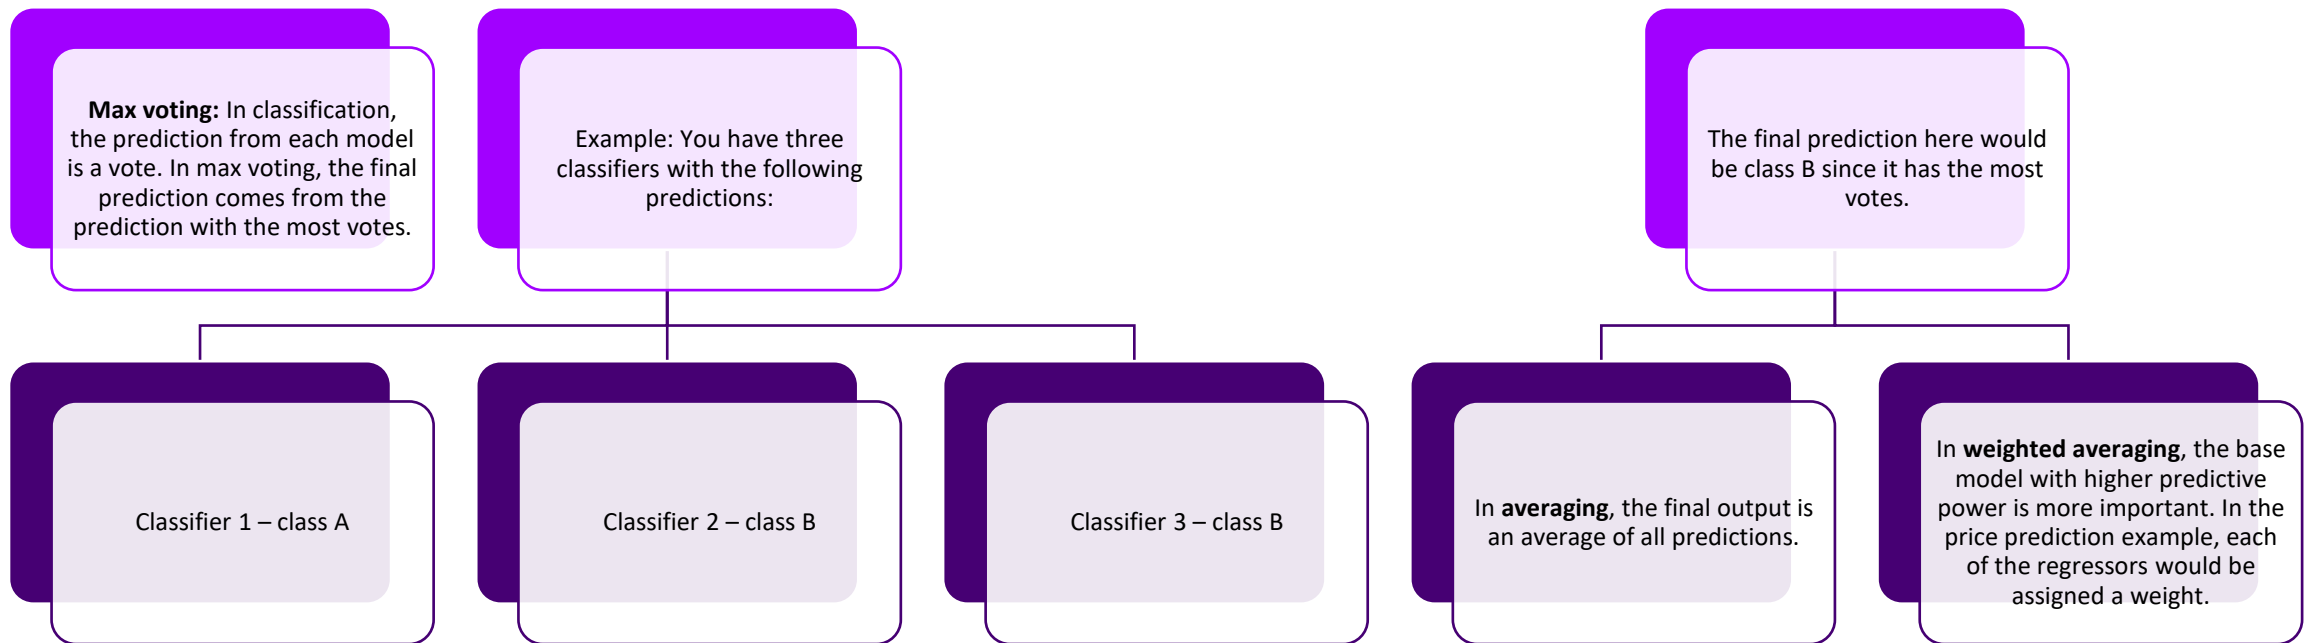 Max voting: In classification,
the prediction from each model
is a vote. In max voting, the final
prediction comes from the
prediction with the most votes.
Example: You have three
classifiers with the following
predictions:
The final prediction here would
be class B since it has the most
votes.
Classifier 1 – class A
Classifier 2 – class B
Classifier 3 – class B
In averaging, the final output is
an average of all predictions.
In weighted averaging, the base
model with higher predictive
power is more important. In the
price prediction example, each
of the regressors would be
assigned a weight.